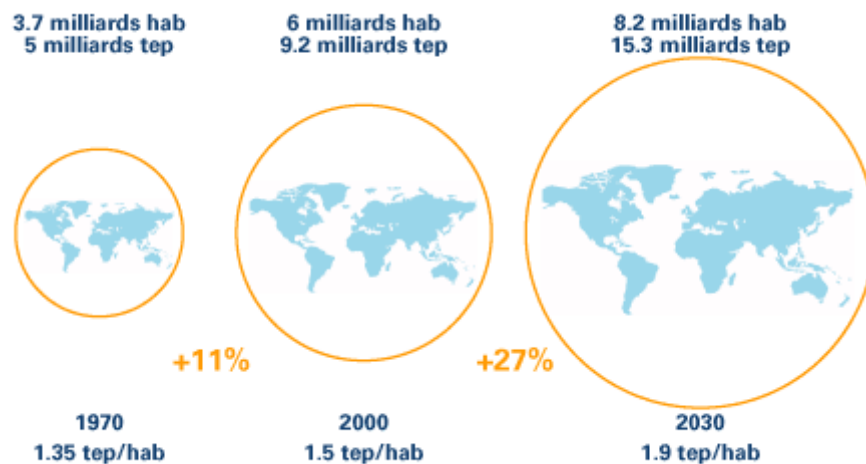 3.7 milliards hab
5 milliards tep
6 milliards hab
9.2 milliards tep
8.2 milliards hab
15.3 milliards tep
+11%
+27%
1970
1.35 tep/hab
2000
1.5 tep/hab
2030
1.9 tep/hab